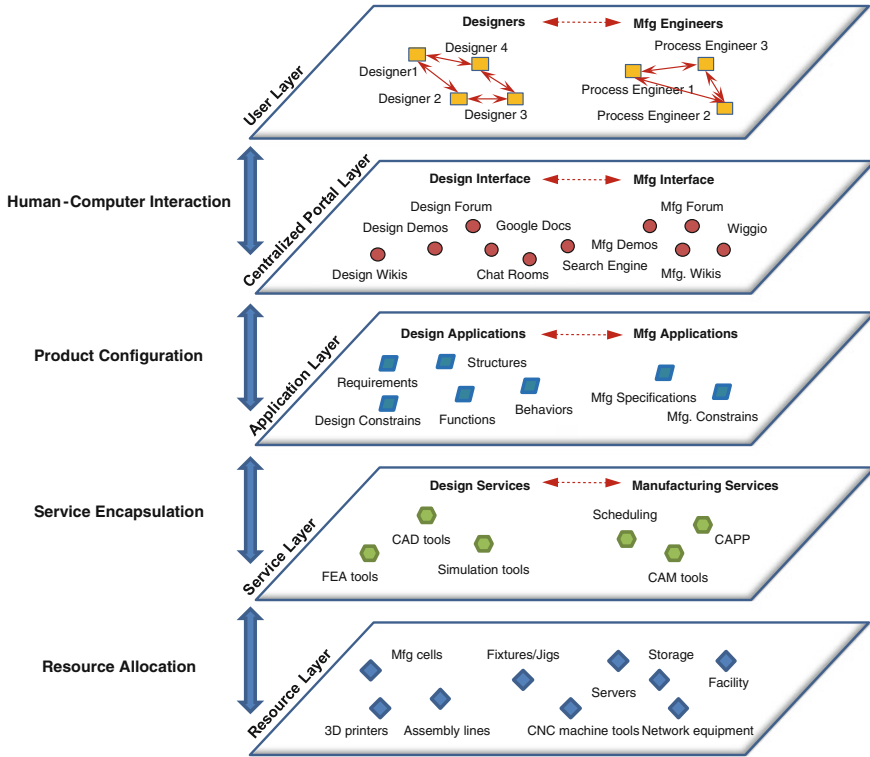 Designers
Mfg Engineers
Designer 4
Process Engineer 3
Designer1
Process Engineer 1
Designer 2
Designer 3
Process Engineer 2
User Layer
Human-Computer Interaction
Design Interface
Mfg Interface
Design Forum
Mfg Forum
Design Demos
Google Docs
Mfg Demos
Wiggio
Design Wikis
Chat Rooms
Search Engine
Mfg. Wikis
Centralized Portal Layer
Product Configuration
Design Applications
Mfg Applications
Structures
Requirements
Behaviors
Mfg Specifications
Design Constrains
Functions
Mfg. Constrains
Application Layer
Service Encapsulation
Design Services
Manufacturing Services
Scheduling
CAD tools
CAPP
FEA tools
Simulation tools
CAM tools
Service Layer
Resource Allocation
Mfg cells
Fixtures/Jigs
Storage
Servers
Facility
3D printers
Assembly lines
CNC machine tools
Network equipment
Resource Layer